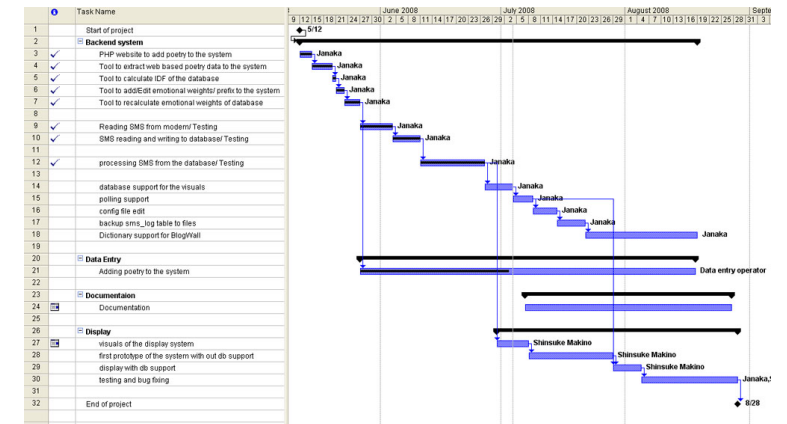 Task Name
June 2008 July 2008 August 2008 Septe
9 12 15 18 21 24 27 30 2 5 8 11 14 17 20 23 26 29 2 5 8 11 14 17 20 23 26 29 1 4 7 10 13 16 19 22 25 28 31 3
1 Start of project 5/12
2 Backend system
3 PHP website to add poetry to the system Janaka
4 Tool to extract web based poetry data to the system Janaka
5 Tool to calculate IDF of the database Janaka
6 Tool to add/Edit emotional weights/ prefix to the system Janaka
7 Tool to recalculate emotional weights of database Janaka
8
9 Reading SMS from modem/ Testing Janaka
10 SMS reading and writing to database/ Testing Janaka
11
12 processing SMS from the database/ Testing Janaka
13
14 database support for the visuals Janaka
15 polling support Janaka
16 config file edit Janaka
17 backup sms_log table to files Janaka
18 Dictionary support for BlogWall Janaka
19
20 Data Entry
21 Adding poetry to the system Data entry operator
22
23 Documentaion
24 Documentation
25
26 Display
27 visuals of the display system Shinsuke Makino
28 first prototype of the system with out db support Shinsuke Makino
29 display with db support Shinsuke Makino
30 testing and bug fixing Janaka,
31
32 End of project 8/28